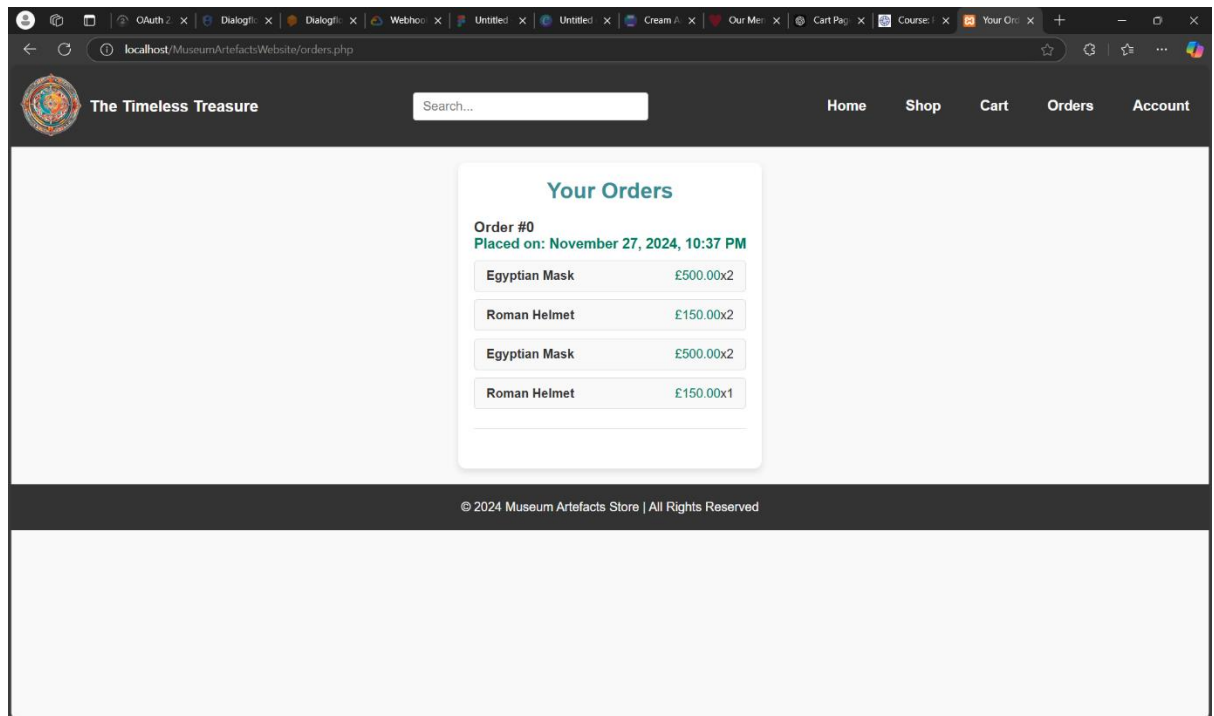 OAuth 2.
Dialogflo
Dialogflo
Webhoo
Untitled
Untitled
Cream A
Our Mer
Cart Pag
Course:
Your Ord
localhost/MuseumArtefactsWebsite/orders.php
The Timeless Treasure
Search...
Home
Shop
Cart
Orders
Account
Your Orders
Order #0
Placed on: November 27, 2024, 10:37 PM
Egyptian Mask £500.00x2
Roman Helmet £150.00x2
Egyptian Mask £500.00x2
Roman Helmet £150.00x1
© 2024 Museum Artefacts Store | All Rights Reserved